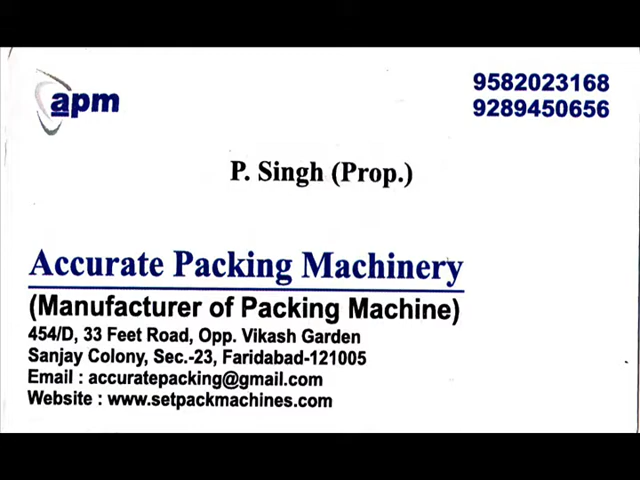 apm
9582023168
9289450656
P. Singh (Prop.)
Accurate Packing Machinery
(Manufacturer of Packing Machine)
454/D, 33 Feet Road, Opp. Vikash Garden
Sanjay Colony, Sec.-23, Faridabad-121005
Email : accuratepacking@gmail.com
Website : www.setpackmachines.com